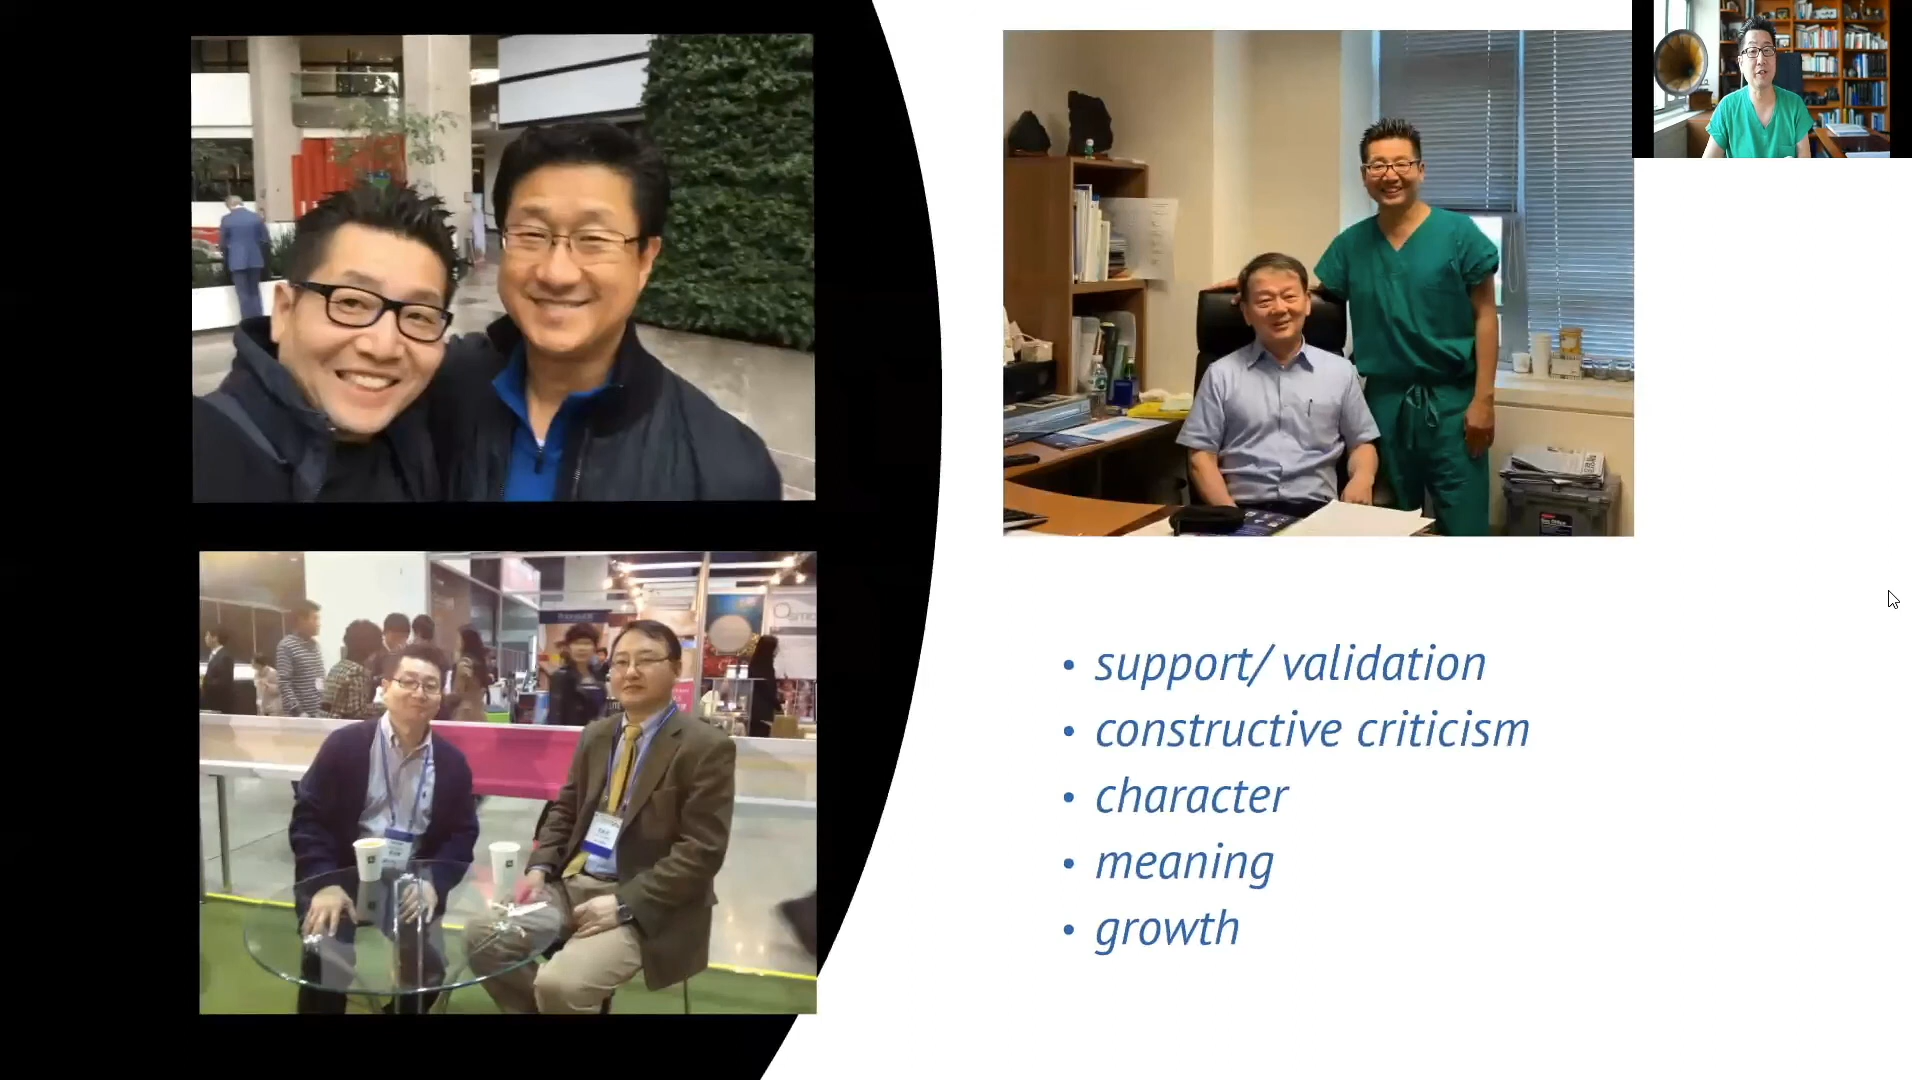 • support/ validation
• constructive criticism
• character
• meaning
• growth